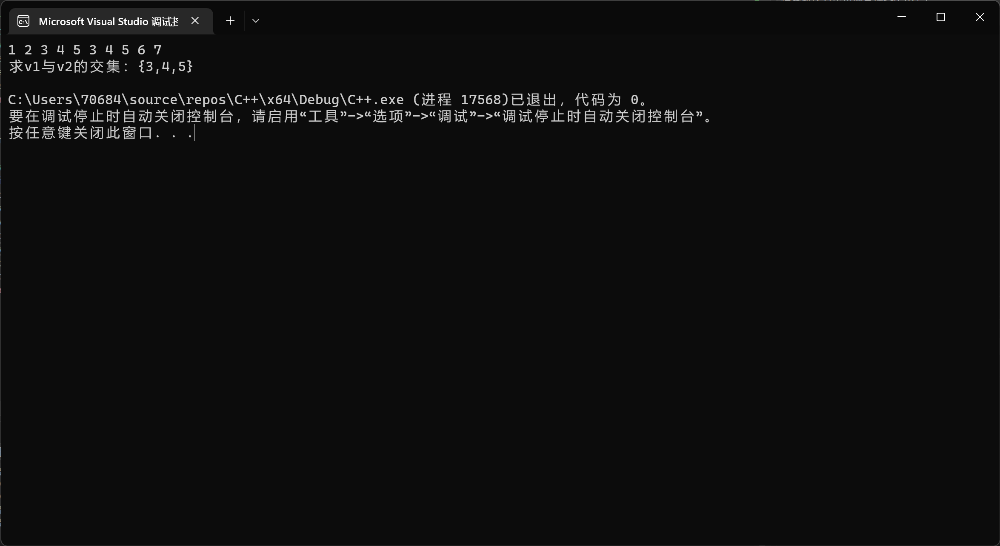 Microsoft Visual Studio 调试
1 2 3 4 5 3 4 5 6 7
求v1与v2的交集：{3,4,5}
C:\Users\70684\source\repos\C++\x64\Debug\C++.exe (进程 17568)已退出，代码为 0。
要在调试停止时自动关闭控制台，请启用“工具”->“选项”->“调试”->“调试停止时自动关闭控制台”。
按任意键关闭此窗口. . .